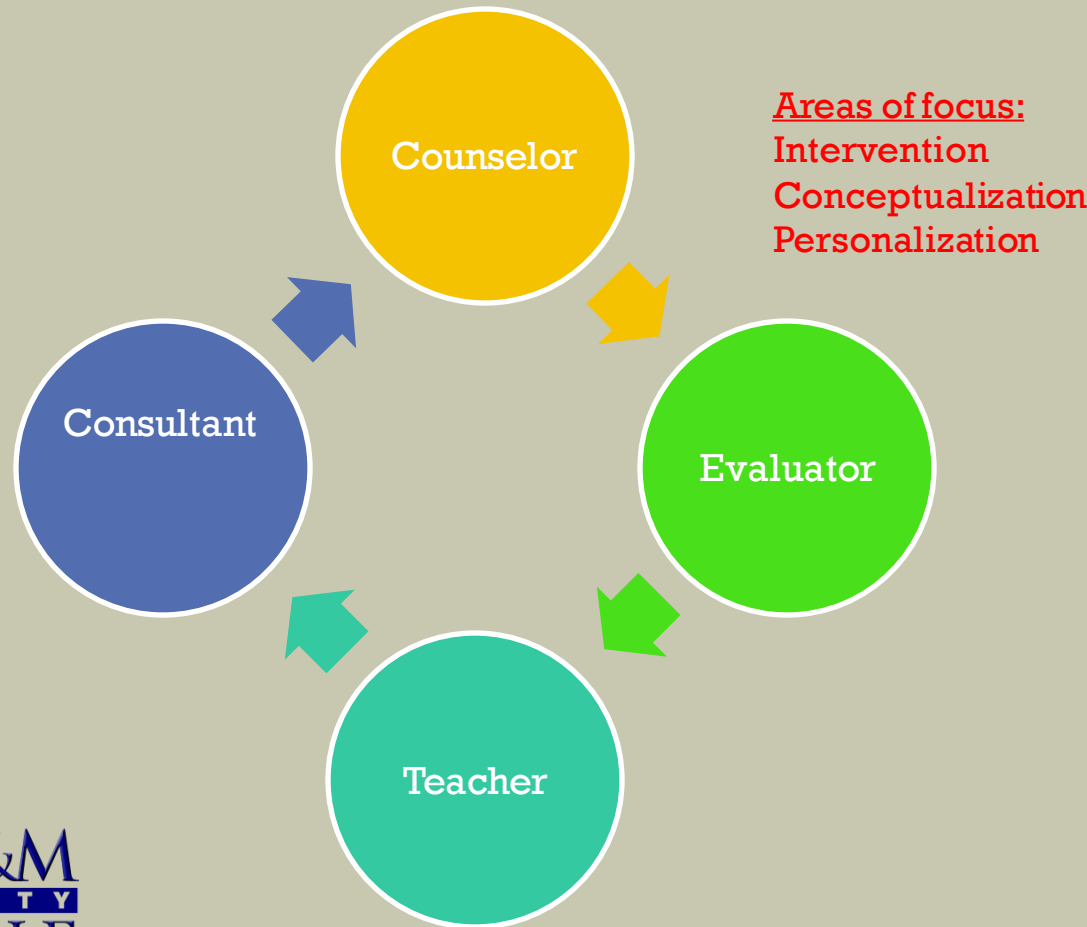 Counselor
Areas of focus:
Intervention
Conceptualization
Personalization
Consultant
Evaluator
Teacher
&M
T Y